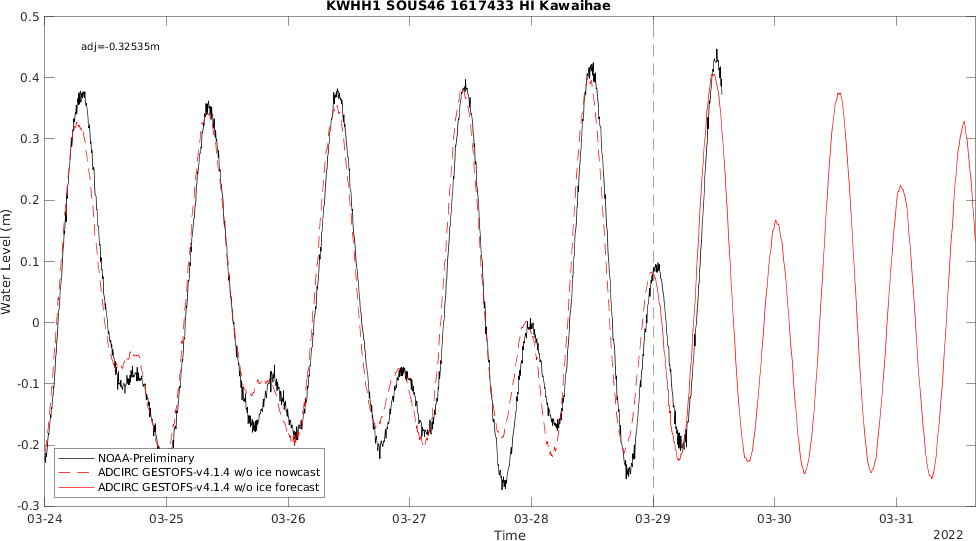 KWHH1 SOUS46 1617433 HI Kawaihae
adj=-0.32535m
Water Level (m)
0.5
0.4
0.3
0.2
0.1
0
-0.1
-0.2
-0.3
NOAA-Preliminary
ADCIRC GESTOFS-v4.1.4 w/o ice nowcast
ADCIRC GESTOFS-v4.1.4 w/o ice forecast
03-24 03-25 03-26 03-27 03-28 03-29 03-30 03-31
Time
2022